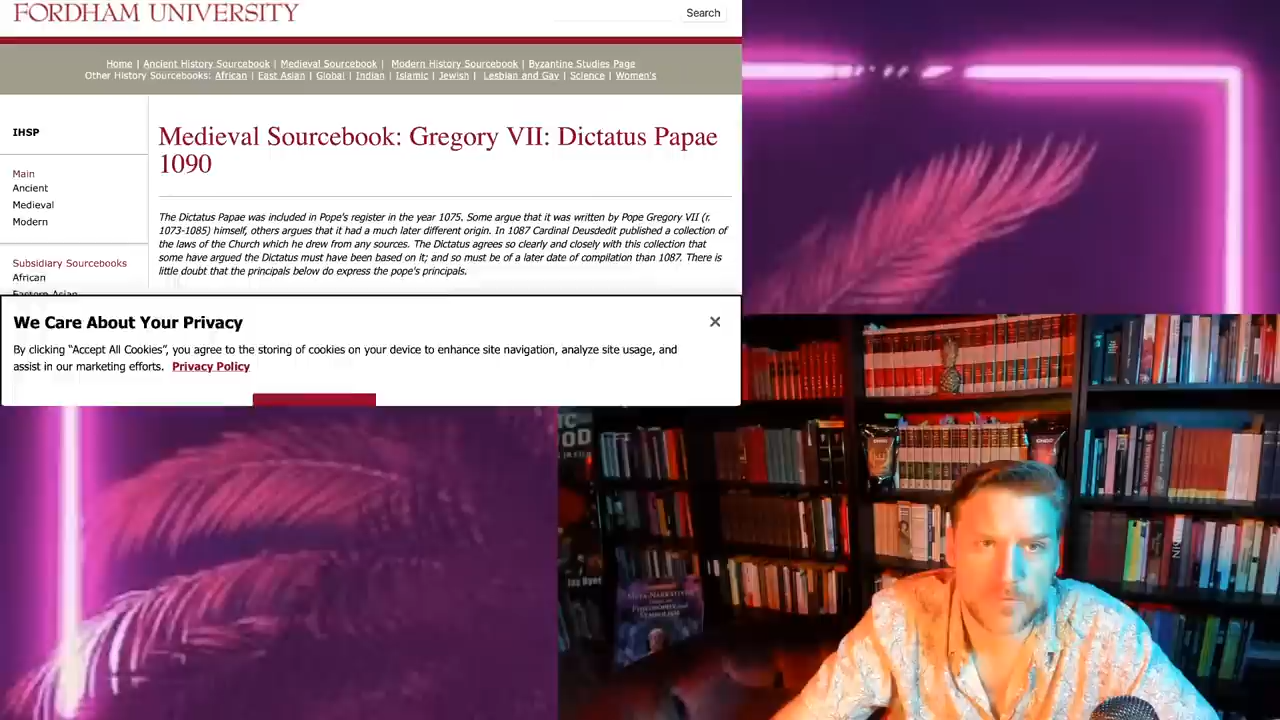 FORDHAM UNIVERSITY
Search
Home | Ancient History Sourcebook | Medieval Sourcebook | Modern History Sourcebook | Byzantine Studies Page
Other History Sourcebooks: African | East Asian | Global | Indian | Islamic | Jewish | Lesbian and Gay | Science | Women's
IHSP
Main
Ancient
Medieval
Modern
Subsidiary Sourcebooks
African
Eastern Asian
Medieval Sourcebook: Gregory VII: Dictatus Papae
1090
The Dictatus Papae was included in Pope's register in the year 1075. Some argue that it was written by Pope Gregory VII (r.
1073-1085) himself, others argues that it had a much later different origin. In 1087 Cardinal Deusdedit published a collection of
the laws of the Church which he drew from any sources. The Dictatus agrees so clearly and closely with this collection that
some have argued the Dictatus must have been based on it; and so must be of a later date of compilation than 1087. There is
little doubt that the principals below do express the pope's principals.
We Care About Your Privacy
By clicking “Accept All Cookies”, you agree to the storing of cookies on your device to enhance site navigation, analyze site usage, and
assist in our marketing efforts. Privacy Policy
META-NARRATIVES
PHILOSOPHY and
SYMBOLISM